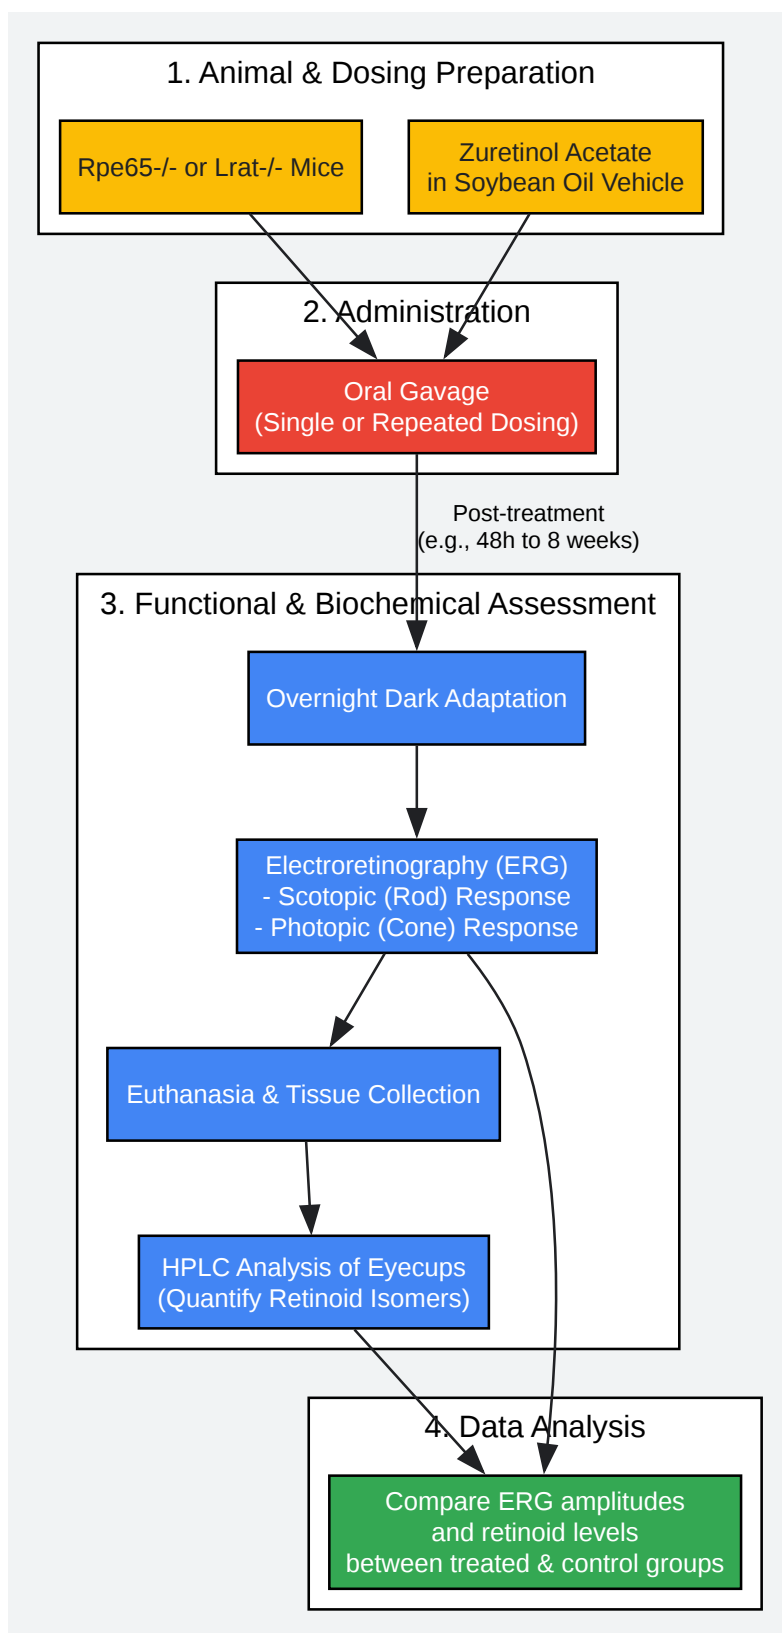 1. Animal & Dosing Preparation
Rpe65-/- or Lrat-/- Mice
Zuretinol Acetate
in Soybean Oil Vehicle
2. Administration
Oral Gavage
(Single or Repeated Dosing)
Post-treatment
(e.g., 48h to 8 weeks)
3. Functional & Biochemical Assessment
Overnight Dark Adaptation
Electroretinography (ERG)
- Scotopic (Rod) Response
- Photopic (Cone) Response
Euthanasia & Tissue Collection
HPLC Analysis of Eyecups
(Quantify Retinoid Isomers)
4. Data Analysis
Compare ERG amplitudes
and retinoid levels
between treated & control groups